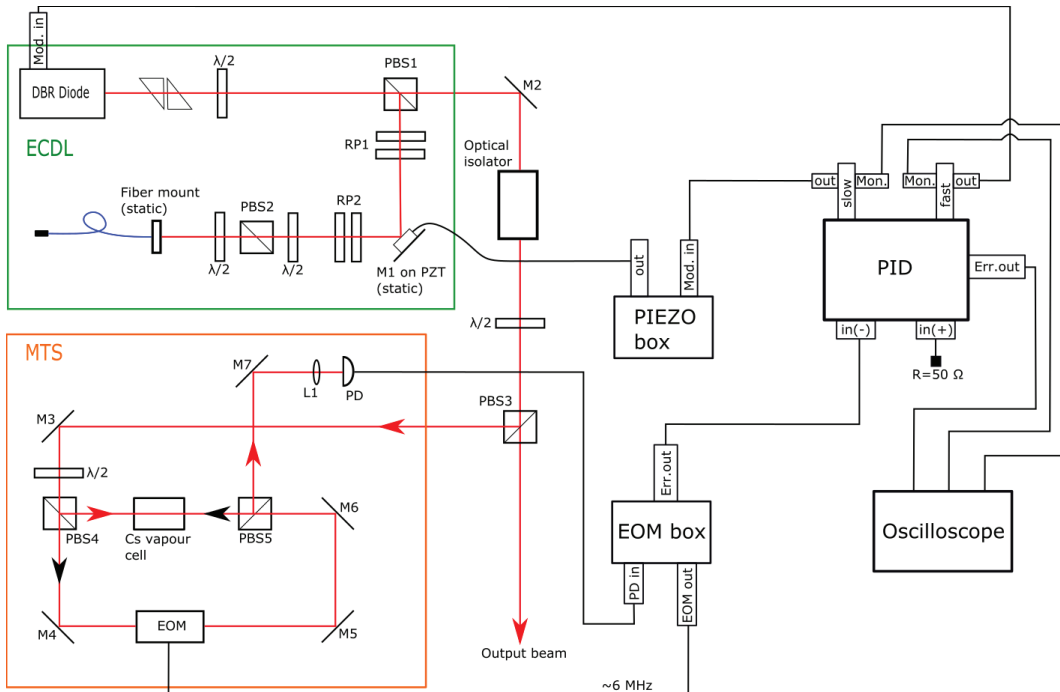 Mod. in
DBR Diode
λ/2
PBS1
M2
ECDL
RP1
Optical
isolator
Fiber mount
(static)
PBS2
RP2
λ/2
λ/2
M1 on PZT
(static)
out
Mod. in
PIEZO
box
out
slow
Mon.
Mon.
fast
out
PID
Err.out
in(-)
in(+)
R=50 Ω
λ/2
MTS
M7
L1
PD
PBS3
M3
λ/2
PBS4
Cs vapour
cell
PBS5
M6
M4
EOM
M5
Output beam
Err.out
EOM box
PD in
EOM out
~6 MHz
Oscilloscope